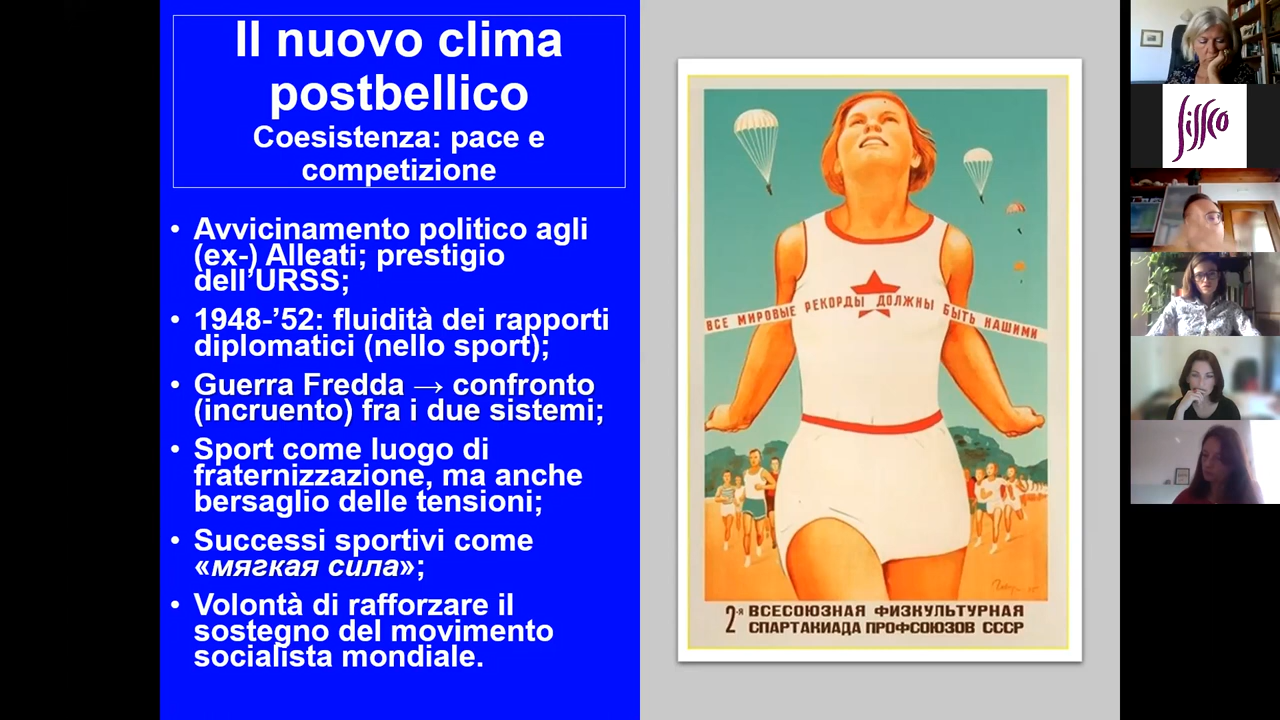 Il nuovo clima
postbellico
Coesistenza: pace e
competizione
• Avvicinamento politico agli
(ex-) Alleati; prestigio
dell'URSS;
• 1948-'52: fluidità dei rapporti
diplomatici (nello sport);
• Guerra Fredda → confronto
(incruento) fra i due sistemi;
• Sport come luogo di
fraternizzazione, ma anche
bersaglio delle tensioni;
• Successi sportivi come
«мягкая сила»;
• Volontà di rafforzare il
sostegno del movimento
socialista mondiale.
ВСЕ МИРОВЫЕ РЕКОРДЫ ДОЛЖНЫ БЫТЬ НАШИМИ
2-я ВСЕСОЮЗНАЯ ФИЗКУЛЬТУРНАЯ
СПАРТАКИАДА ПРОФСОЮЗОВ СССР